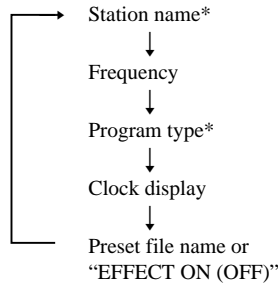 Station name*
Frequency
Program type*
Clock display
Preset file name or
“EFFECT ON (OFF)”